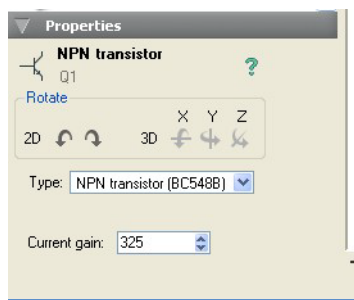 Properties
NPN transistor
Q1
?
Rotate
X Y Z
2D 3D
Type: NPN transistor (BC548B)
Current gain: 325